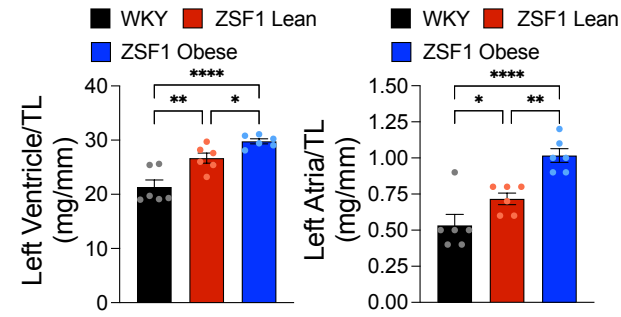 WKY ZSF1 Lean
ZSF1 Obese
Left Ventricle/TL
(mg/mm)
40
30
20
10
0
****
** *
WKY ZSF1 Lean
ZSF1 Obese
Left Atria/TL
(mg/mm)
1.50
1.25
1.00
0.75
0.50
0.25
0.00
****
* **